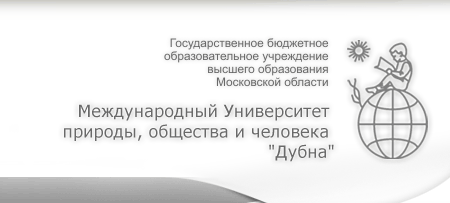 Государственное бюджетное
образовательное учреждение
высшего образования
Московской области
Международный Университет
природы, общества и человека
"Дубна"